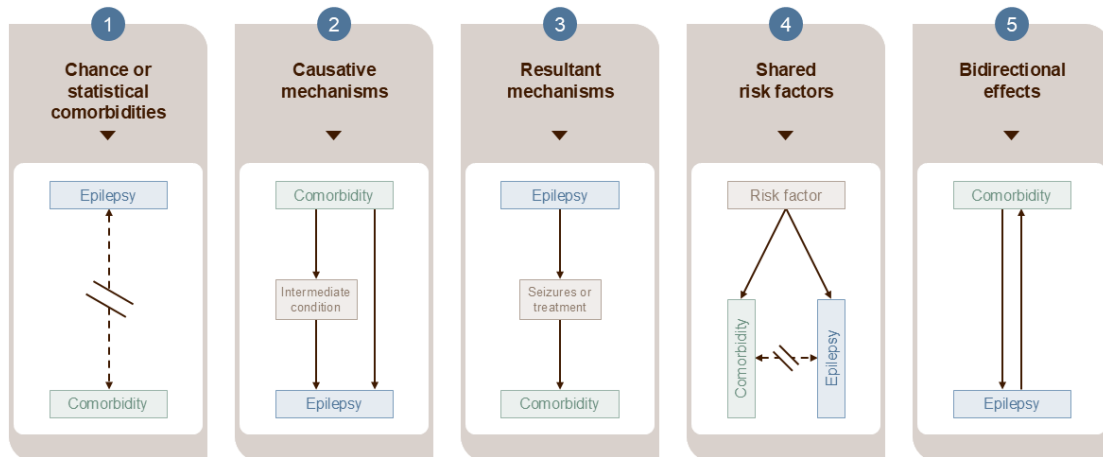 1
Chance or
statistical
comorbidities
Epilepsy
Comorbidity
2
Causative
mechanisms
Comorbidity
Intermediate
condition
Epilepsy
3
Resultant
mechanisms
Epilepsy
Seizures or
treatment
Comorbidity
4
Shared
risk factors
Risk factor
Comorbidity
Epilepsy
5
Bidirectional
effects
Comorbidity
Epilepsy